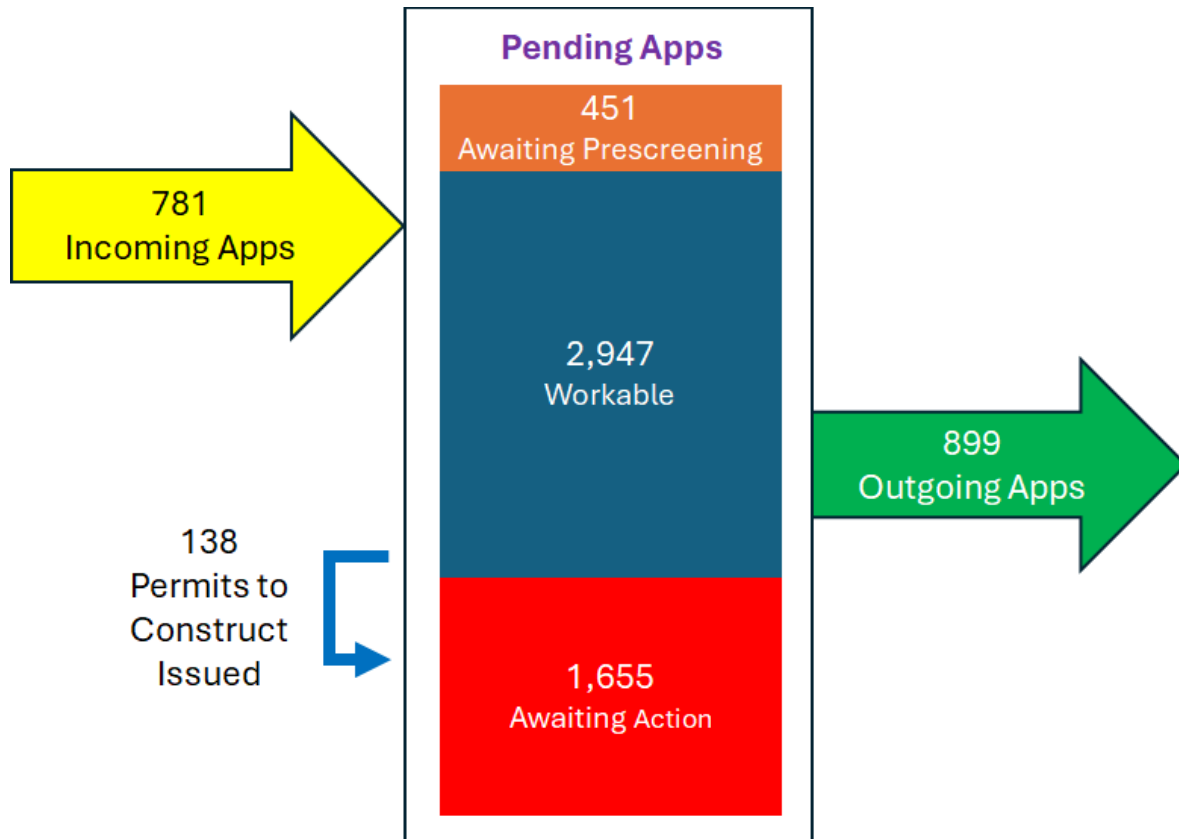 Pending Apps
451
Awaiting Prescreening
781
Incoming Apps
2,947
Workable
899
Outgoing Apps
138
Permits to
Construct
Issued
1,655
Awaiting Action